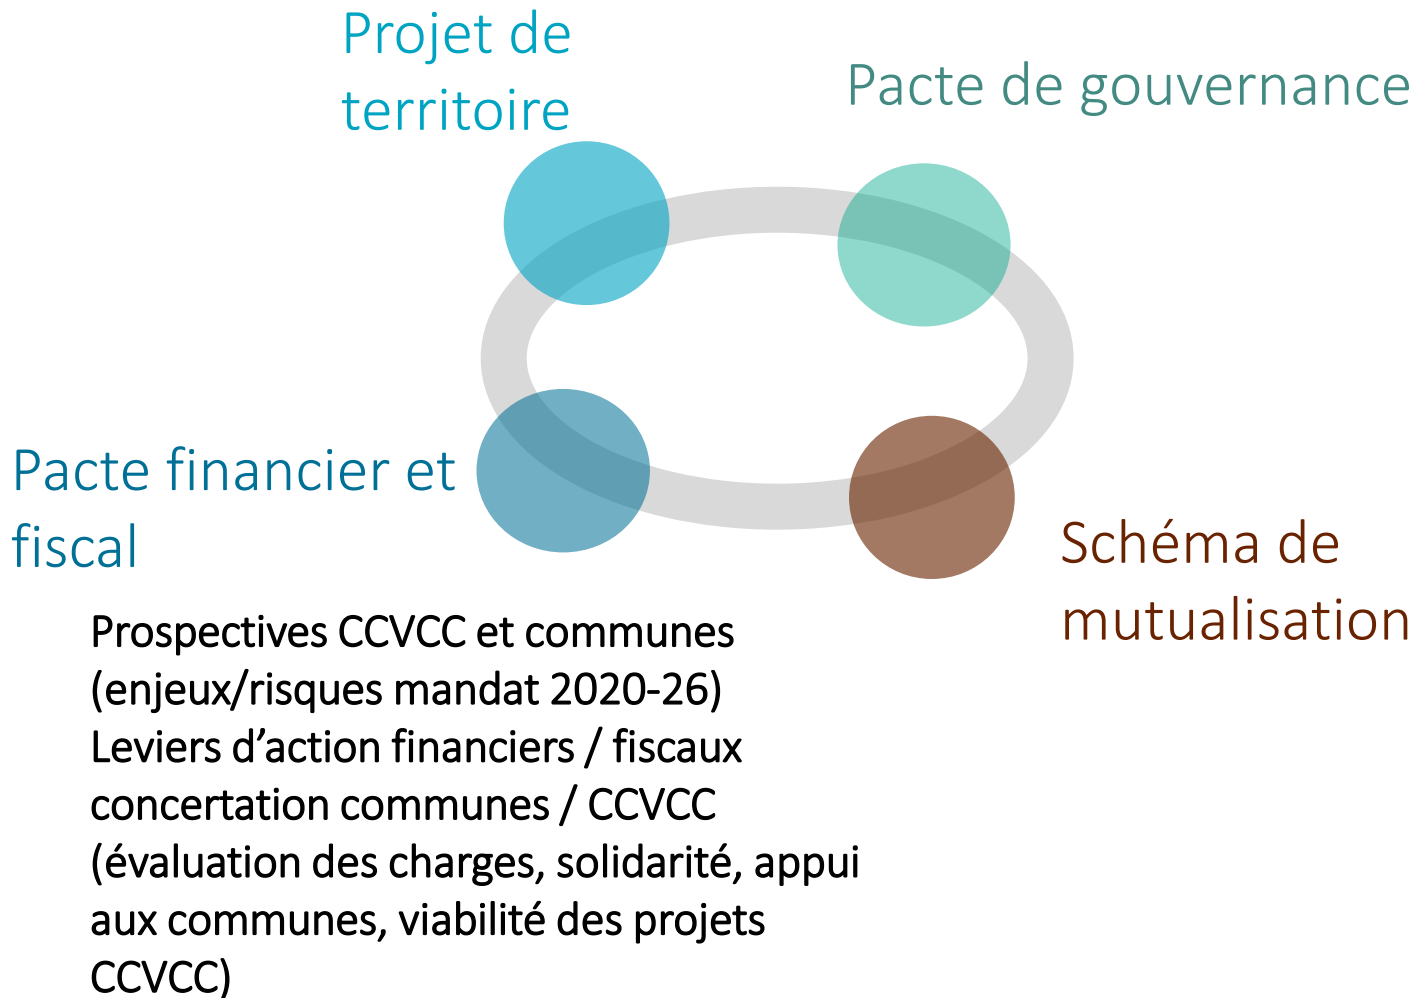 Projet de
territoire
Pacte de gouvernance
Pacte financier et
fiscal
Schéma de
mutualisation
Prospectives CCVCC et communes
(enjeux/risques mandat 2020-26)
Leviers d’action financiers / fiscaux
concertation communes / CCVCC
(évaluation des charges, solidarité, appui
aux communes, viabilité des projets
CCVCC)